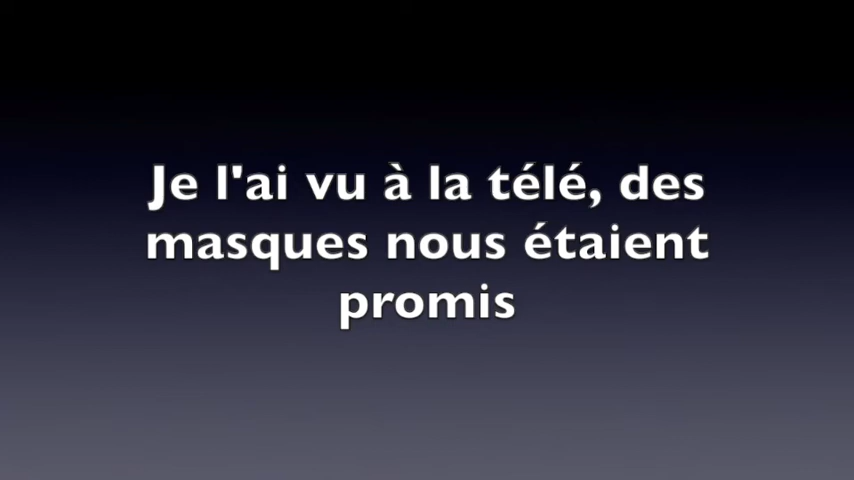 Je l'ai vu à la télé, des
masques nous étaient
promis